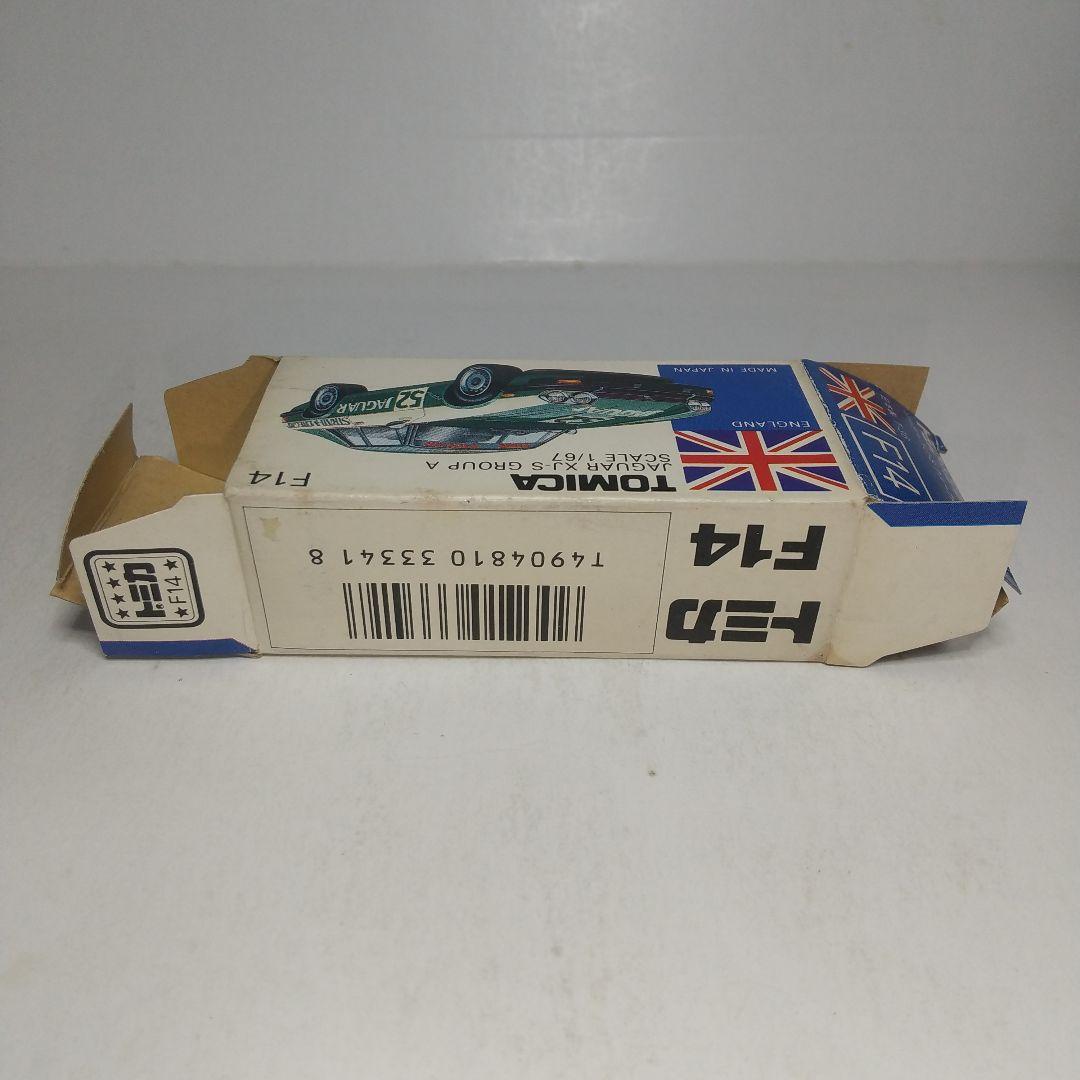 MADE IN JAPAN
ENGLAND
TOMICA
JAGUAR XJ-S GROUP A
SCALE 1/67
F14
52 JAGUAR
F14
トミカ
F14
T4904810 33341 8
トミカ
F14